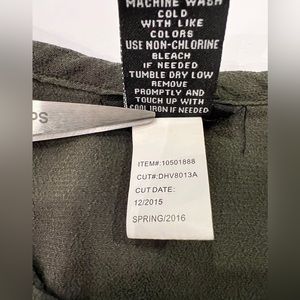 MACHINE WASH
COLD
WITH LIKE
COLORS
USE NON-CHLORINE
BLEACH
IF NEEDED
TUMBLE DRY LOW
REMOVE
PROMPTLY AND
TOUCH UP WITH
COOL IRON IF NEEDED
PS
ITEM#:10501888
CUT#:DHV8013A
CUT DATE:
12/2015
SPRING/2016